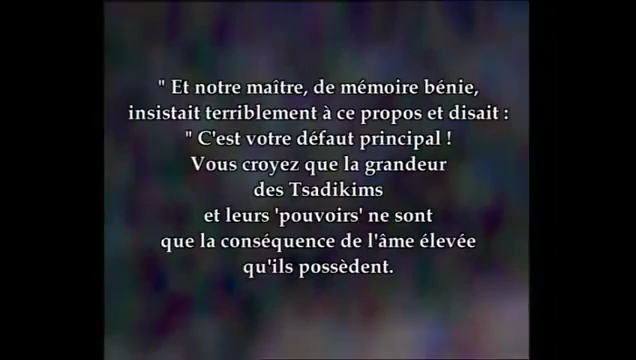 " Et notre maître, de mémoire bénie,
insistait terriblement à ce propos et disait :
" C'est votre défaut principal !
Vous croyez que la grandeur
des Tsadikims
et leurs 'pouvoirs' ne sont
que la conséquence de l'âme élevée
qu'ils possèdent.